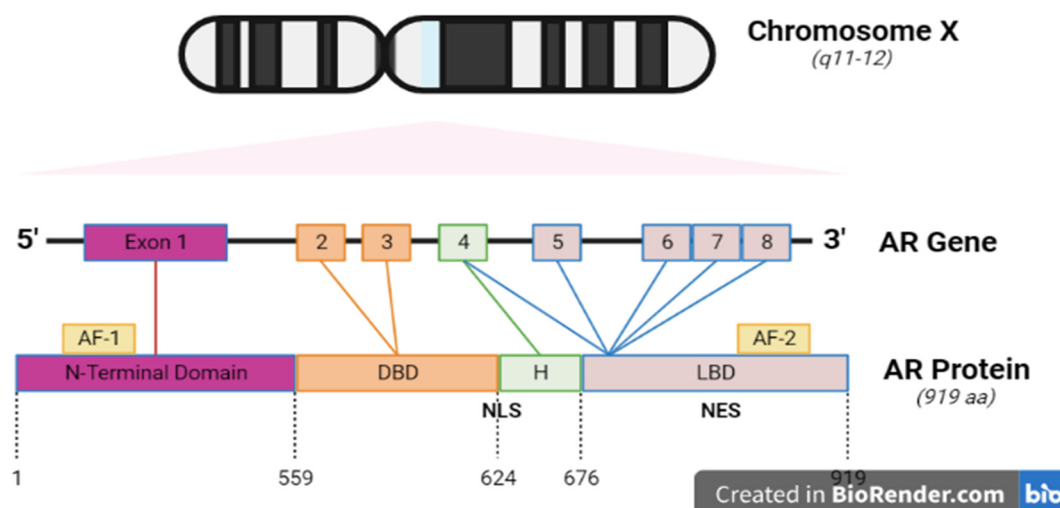 Chromosome X
(q11-12)
5' Exon 1 2 3 4 5 6 7 8 3' AR Gene
AF-1 AF-2
N-Terminal Domain DBD H LBD AR Protein
(919 aa)
NLS NES
1 559 624 676 919
Created in BioRender.com bio